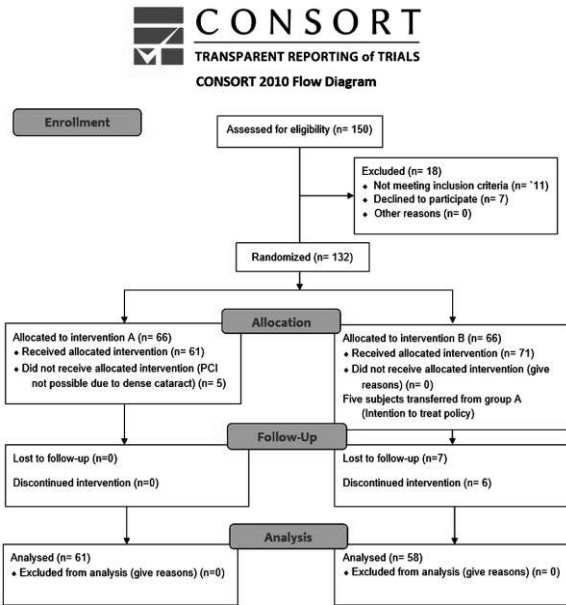 CONSORT
TRANSPARENT REPORTING of TRIALS
CONSORT 2010 Flow Diagram
Enrollment
Assessed for eligibility (n= 150)
Excluded (n= 18)
♦ Not meeting inclusion criteria (n= `11)
♦ Declined to participate (n= 7)
♦ Other reasons (n= 0)
Randomized (n= 132)
Allocation
Allocated to intervention A (n= 66)
♦ Received allocated intervention (n= 61)
♦ Did not receive allocated intervention (PCI
not possible due to dense cataract) (n= 5)
Allocated to intervention B (n= 66)
♦ Received allocated intervention (n= 71)
♦ Did not receive allocated intervention (give
reasons) (n= 0)
Five subjects transferred from group A
(Intention to treat policy)
Follow-Up
Lost to follow-up (n=0)
Discontinued intervention (n=0)
Lost to follow-up (n=7)
Discontinued intervention (n= 6)
Analysis
Analysed (n= 61)
♦ Excluded from analysis (give reasons) (n=0)
Analysed (n= 58)
♦ Excluded from analysis (give reasons) (n= 0)